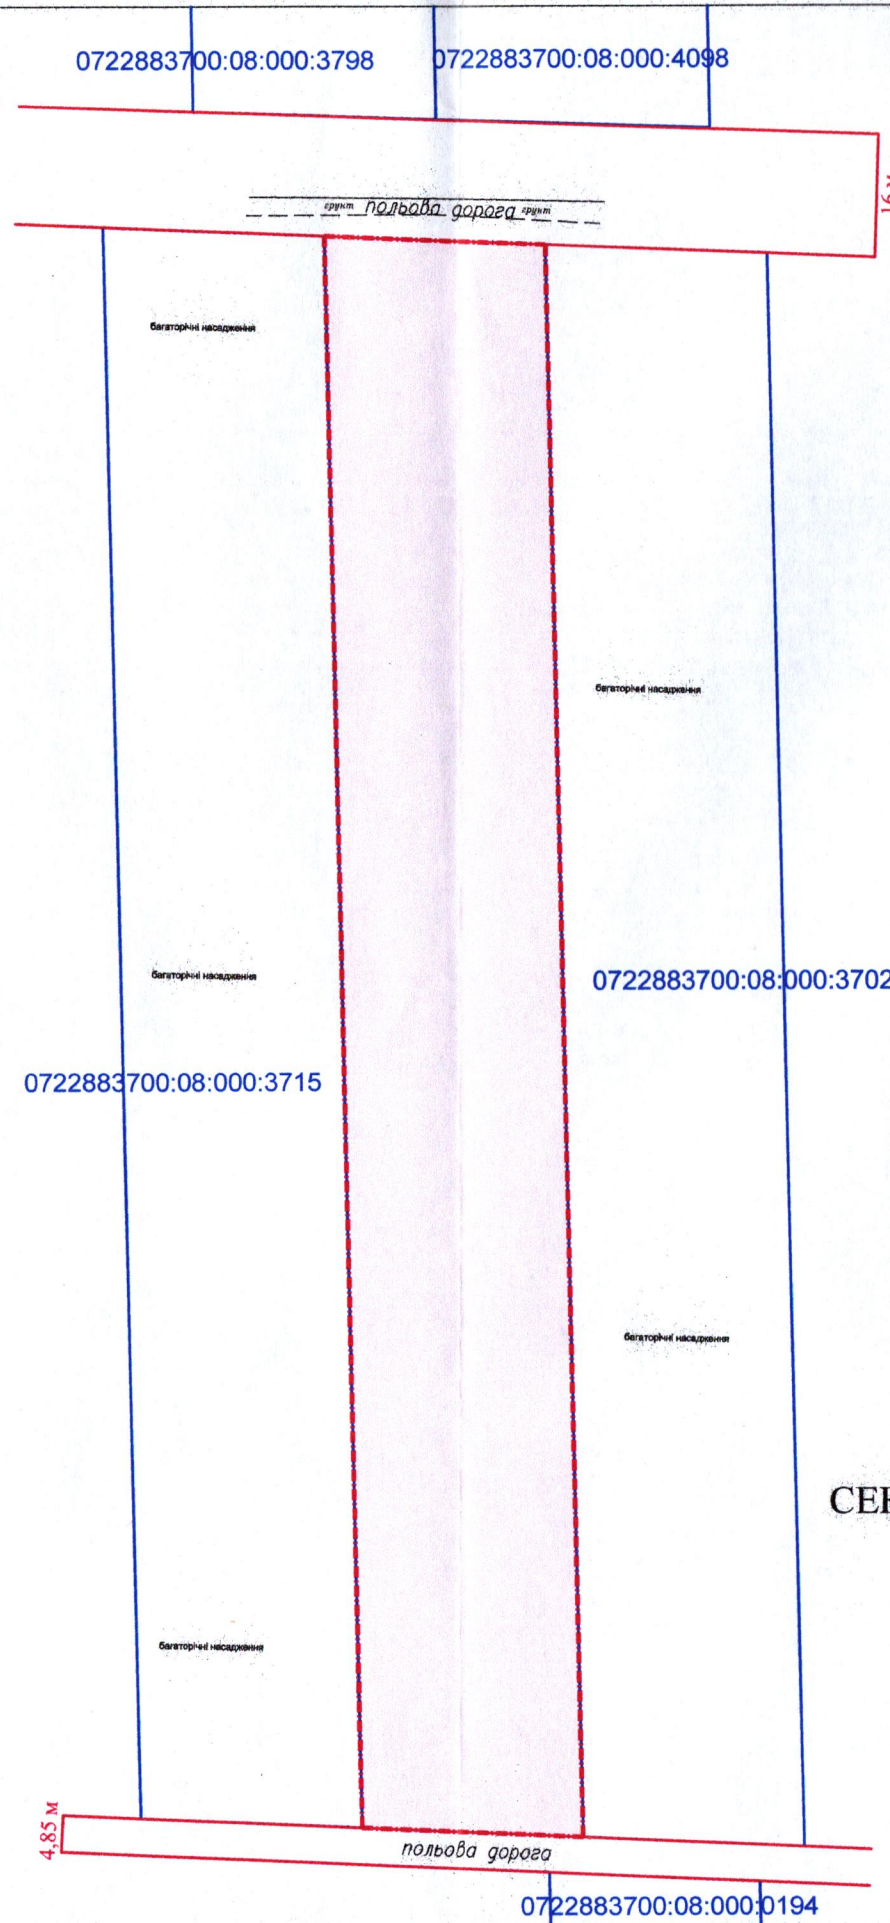 0722883700:08:000:3798
0722883700:08:000:4098
16 м
ґрунт польова дорога ґрунт
багаторічні насадження
багаторічні насадження
багаторічні насадження
0722883700:08:000:3702
0722883700:08:000:3715
багаторічні насадження
СЕ
багаторічні насадження
4,85 м
польова дорога
0722883700:08:000:0194